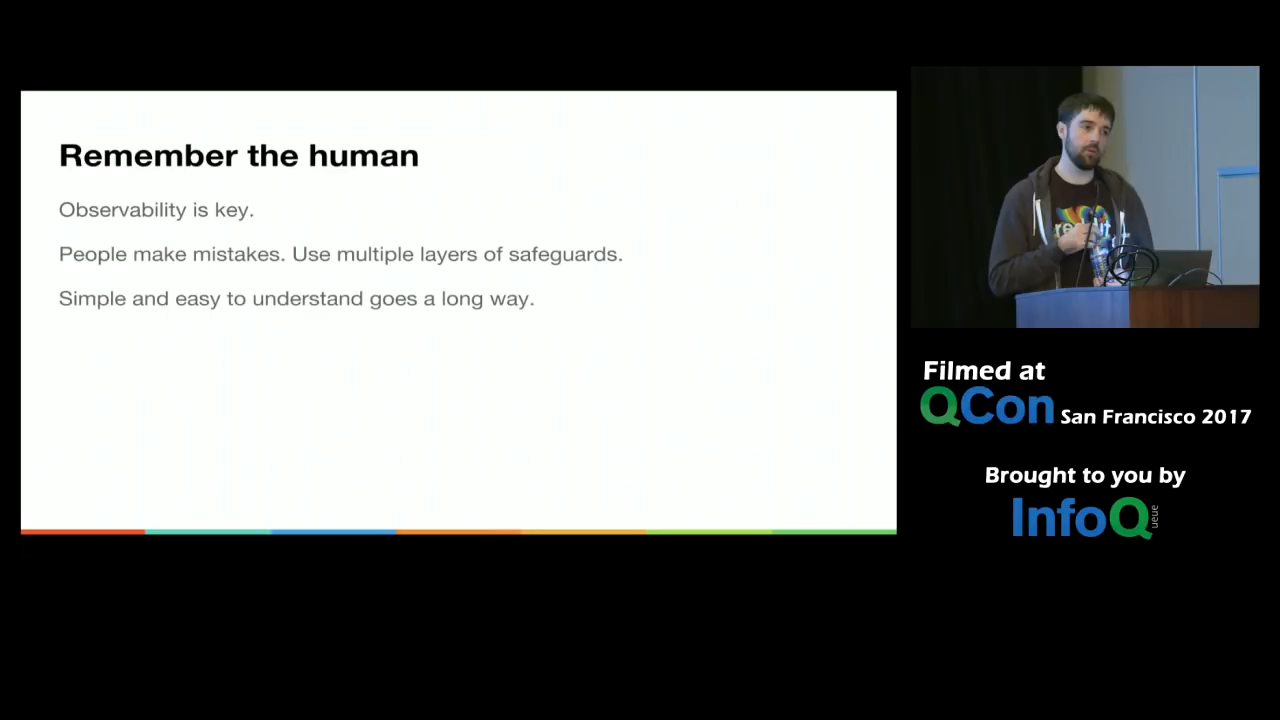 Remember the human
Observability is key.
People make mistakes. Use multiple layers of safeguards.
Simple and easy to understand goes a long way.
Filmed at
QCon San Francisco 2017
Brought to you by
InfoQ
ueue